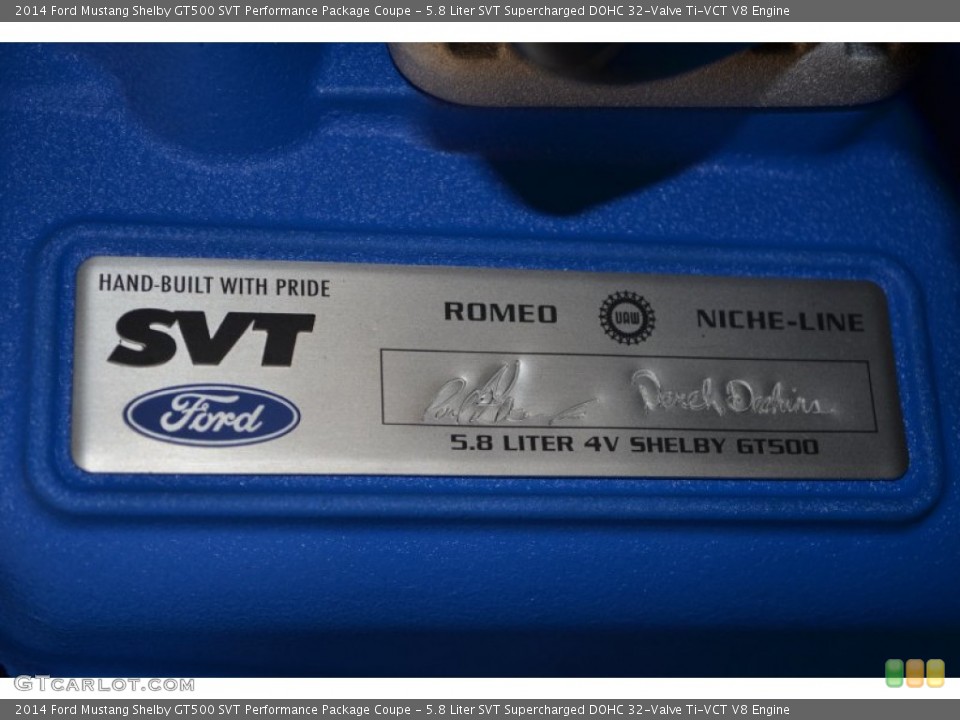 2014 Ford Mustang Shelby GT500 SVT Performance Package Coupe - 5.8 Liter SVT Supercharged DOHC 32-Valve Ti-VCT V8 Engine
HAND-BUILT WITH PRIDE
SVT
Ford
ROMEO
UAW
NICHE-LINE
Derek Deskins
5.8 LITER 4V SHELBY GT500
GTCARLOT.COM
2014 Ford Mustang Shelby GT500 SVT Performance Package Coupe - 5.8 Liter SVT Supercharged DOHC 32-Valve Ti-VCT V8 Engine